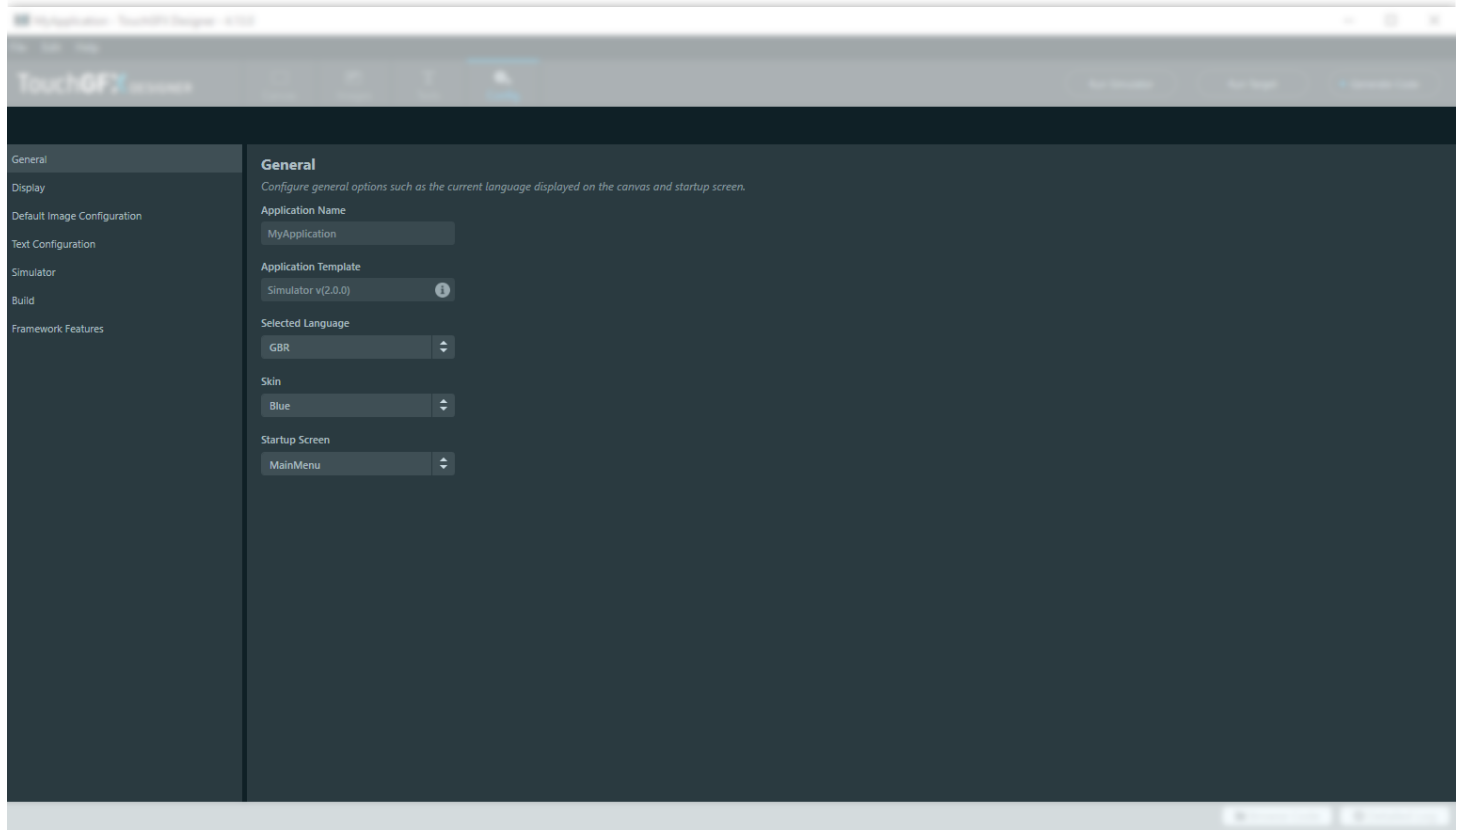 TouchGFX DESIGNER
General
Display
Default Image Configuration
Text Configuration
Simulator
Build
Framework Features
General
Configure general options such as the current language displayed on the canvas and startup screen.
Application Name
MyApplication
Application Template
Simulator v(2.0.0)
Selected Language
GBR
Skin
Blue
Startup Screen
MainMenu